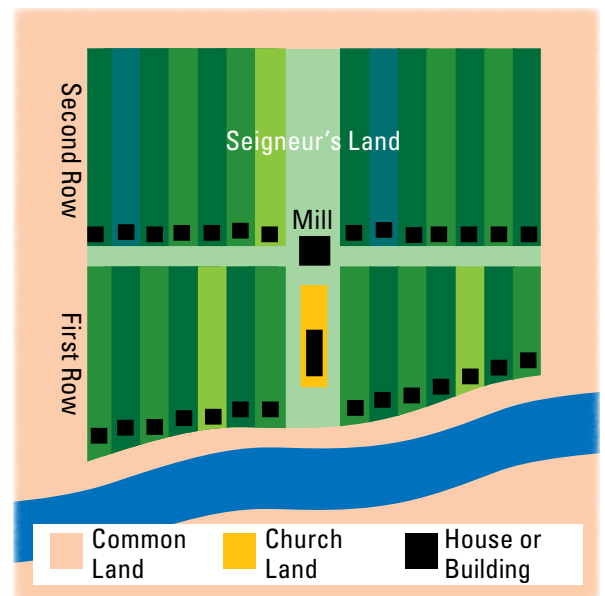 Second Row
Seigneur's Land
Mill
First Row
Common
Land
Church
Land
House or
Building